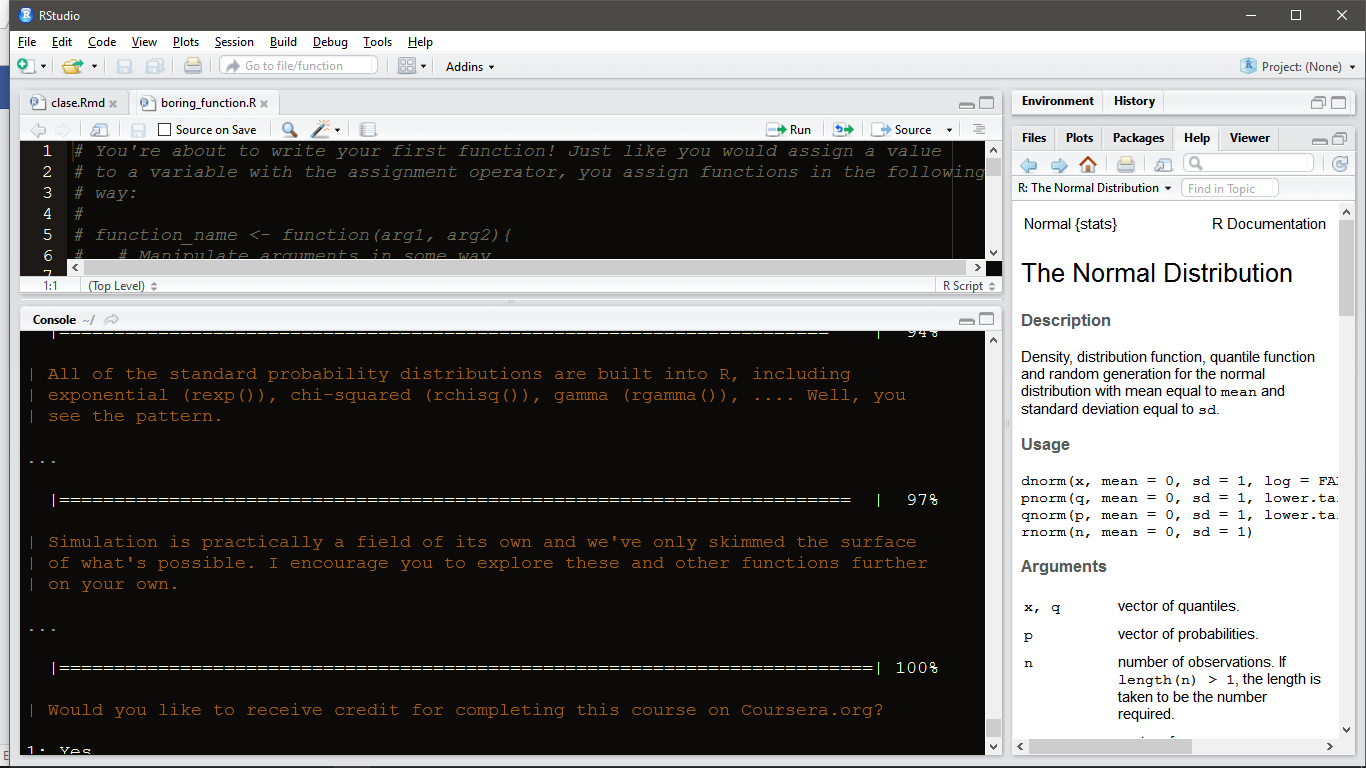 RStudio
File Edit Code View Plots Session Build Debug Tools Help
Go to file/function Addins Project: (None)
clase.Rmd boring_function.R
Source on Save Run Source
1 # You're about to write your first function! Just like you would assign a value
2 # to a variable with the assignment operator, you assign functions in the following
3 # way:
4 #
5 # function_name <- function(arg1, arg2){
6 # # Manipulate arguments in some way
7
1:1 (Top Level) R Script
Console ~/
|====================================================================== | 94%
| All of the standard probability distributions are built into R, including
| exponential (rexp()), chi-squared (rchisq()), gamma (rgamma()), .... Well, you
| see the pattern.
...
|======================================================================== | 97%
| Simulation is practically a field of its own and we've only skimmed the surface
| of what's possible. I encourage you to explore these and other functions further
| on your own.
...
|==========================================================================| 100%
| Would you like to receive credit for completing this course on Coursera.org?
1: Yes
Environment History
Files Plots Packages Help Viewer
R: The Normal Distribution Find in Topic
Normal {stats} R Documentation
The Normal Distribution
Description
Density, distribution function, quantile function
and random generation for the normal
distribution with mean equal to mean and
standard deviation equal to sd.
Usage
dnorm(x, mean = 0, sd = 1, log = FA
pnorm(q, mean = 0, sd = 1, lower.ta
qnorm(p, mean = 0, sd = 1, lower.ta
rnorm(n, mean = 0, sd = 1)
Arguments
x, q vector of quantiles.
p vector of probabilities.
n number of observations. If
length(n) > 1, the length is
taken to be the number
required.